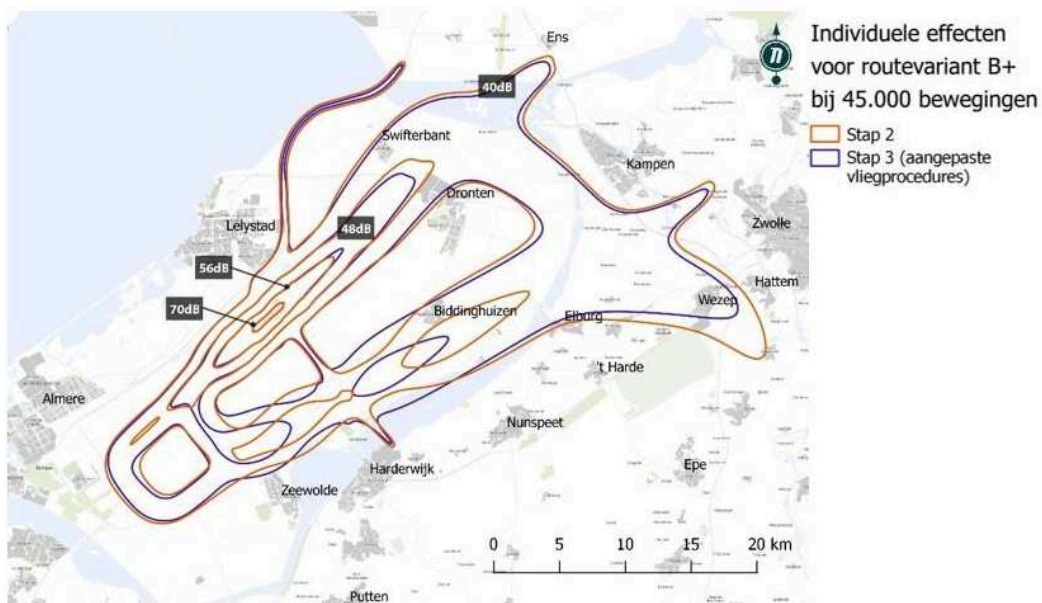 Individuele effecten
voor routevariant B+
bij 45.000 bewegingen
Stap 2
Stap 3 (aangepaste
vliegprocedures)
n
Ens
40dB
Swifterbant
Kampen
Dronten
Lelystad
48dB
Zwolle
56dB
Hattem
Wezep
70dB
Biddinghuizen
Elburg
't Harde
Almere
Nunspeet
Harderwijk
Epe
Zeewolde
0 5 10 15 20 km
Putten